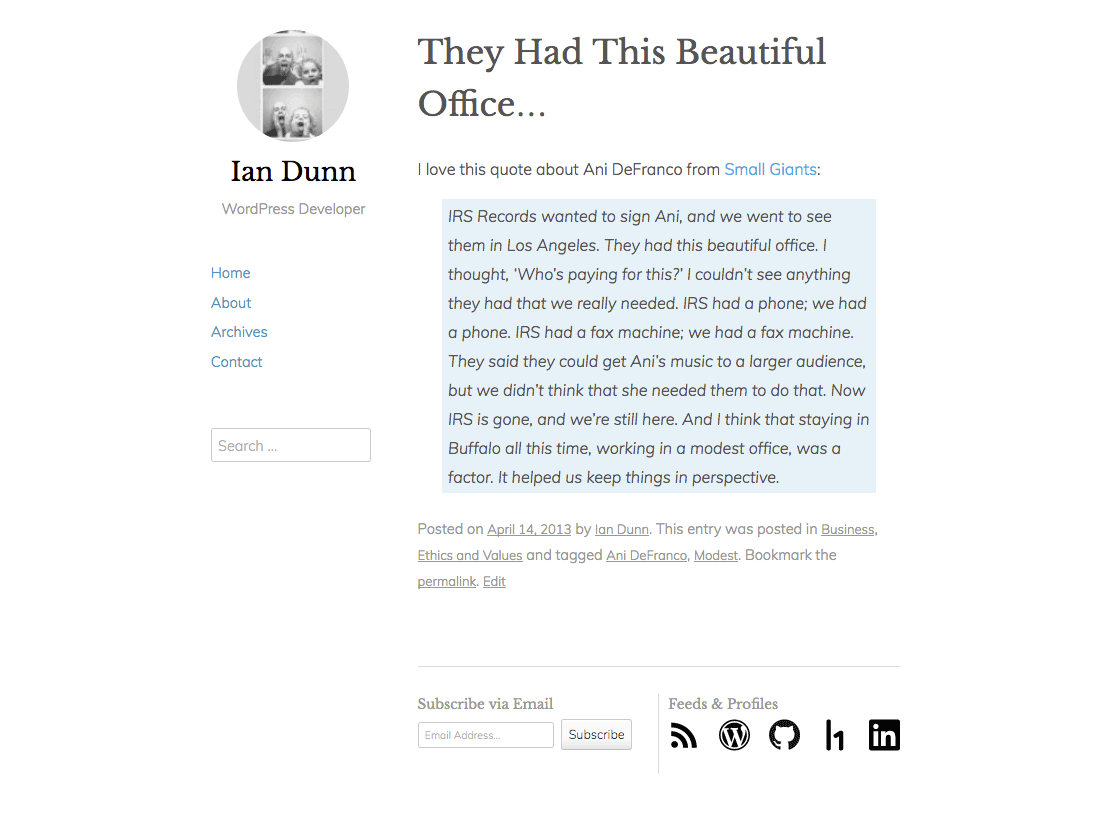 Ian Dunn
WordPress Developer
Home
About
Archives
Contact
Search ...
They Had This Beautiful
Office…
I love this quote about Ani DeFranco from Small Giants:
IRS Records wanted to sign Ani, and we went to see
them in Los Angeles. They had this beautiful office. I
thought, ‘Who’s paying for this?’ I couldn’t see anything
they had that we really needed. IRS had a phone; we had
a phone. IRS had a fax machine; we had a fax machine.
They said they could get Ani’s music to a larger audience,
but we didn’t think that she needed them to do that. Now
IRS is gone, and we’re still here. And I think that staying in
Buffalo all this time, working in a modest office, was a
factor. It helped us keep things in perspective.
Posted on April 14, 2013 by Ian Dunn. This entry was posted in Business,
Ethics and Values and tagged Ani DeFranco, Modest. Bookmark the
permalink. Edit
Subscribe via Email
Email Address... Subscribe
Feeds & Profiles